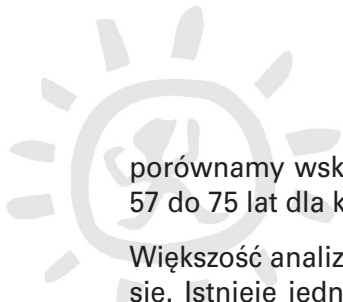 porównamy wsk
57 do 75 lat dla k
Większość analiz
się. Istnieje jedn